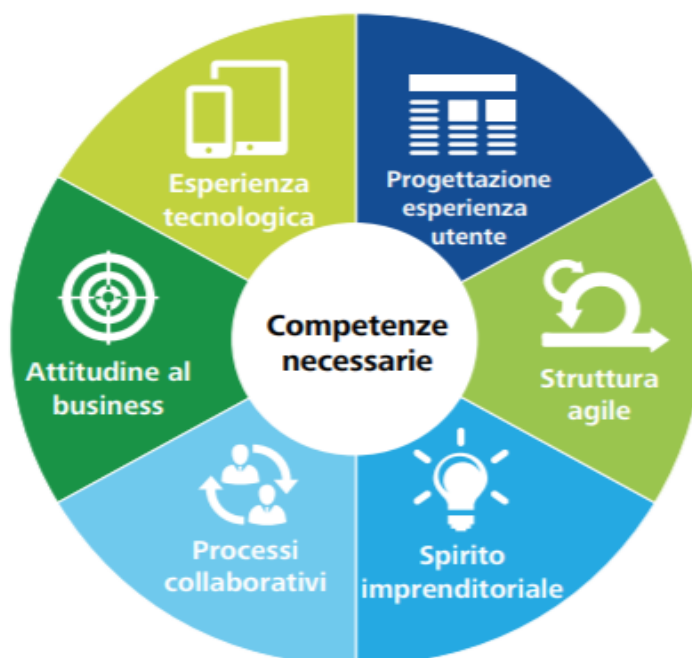 Esperienza
tecnologica
Progettazione
esperienza
utente
Attitudine al
business
Competenze
necessarie
Struttura
agile
Processi
collaborativi
Spirito
imprenditoriale